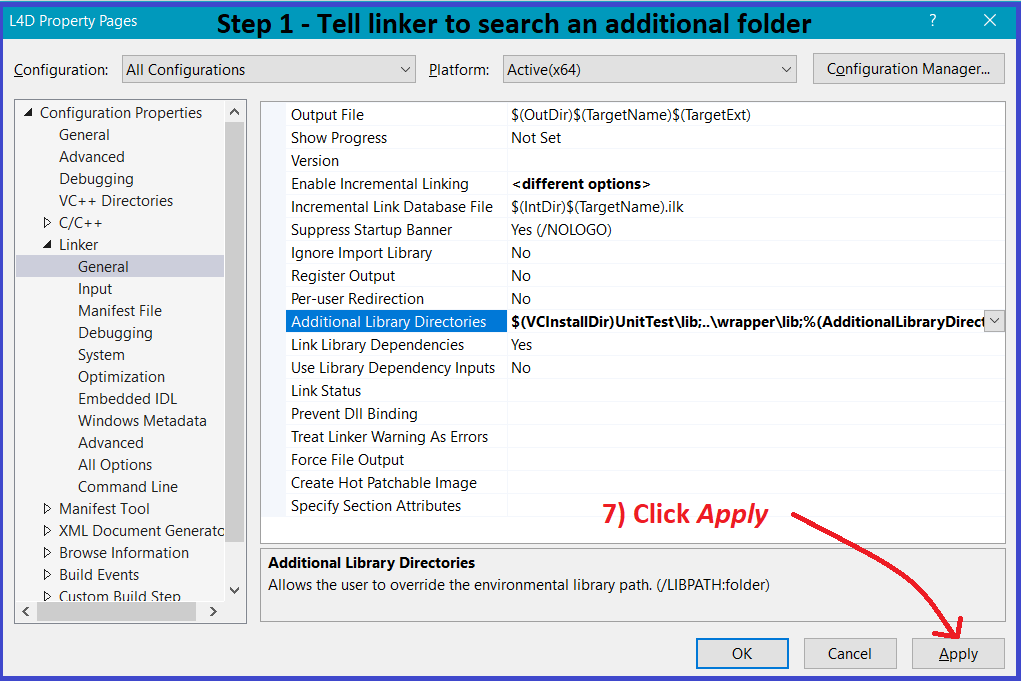 L4D Property Pages
Step 1 - Tell linker to search an additional folder
?
Configuration: All Configurations Platform: Active(x64) Configuration Manager...
Configuration Properties
General
Advanced
Debugging
VC++ Directories
C/C++
Linker
General
Input
Manifest File
Debugging
System
Optimization
Embedded IDL
Windows Metadata
Advanced
All Options
Command Line
Manifest Tool
XML Document Generato
Browse Information
Build Events
Custom Build Step
Output File $(OutDir)$(TargetName)$(TargetExt)
Show Progress Not Set
Version
Enable Incremental Linking <different options>
Incremental Link Database File $(IntDir)$(TargetName).ilk
Suppress Startup Banner Yes (/NOLOGO)
Ignore Import Library No
Register Output No
Per-user Redirection No
Additional Library Directories $(VCInstallDir)UnitTest\lib;..\wrapper\lib;%(AdditionalLibraryDirect
Link Library Dependencies Yes
Use Library Dependency Inputs No
Link Status
Prevent Dll Binding
Treat Linker Warning As Errors
Force File Output
Create Hot Patchable Image
Specify Section Attributes
7) Click Apply
Additional Library Directories
Allows the user to override the environmental library path. (/LIBPATH:folder)
OK Cancel Apply